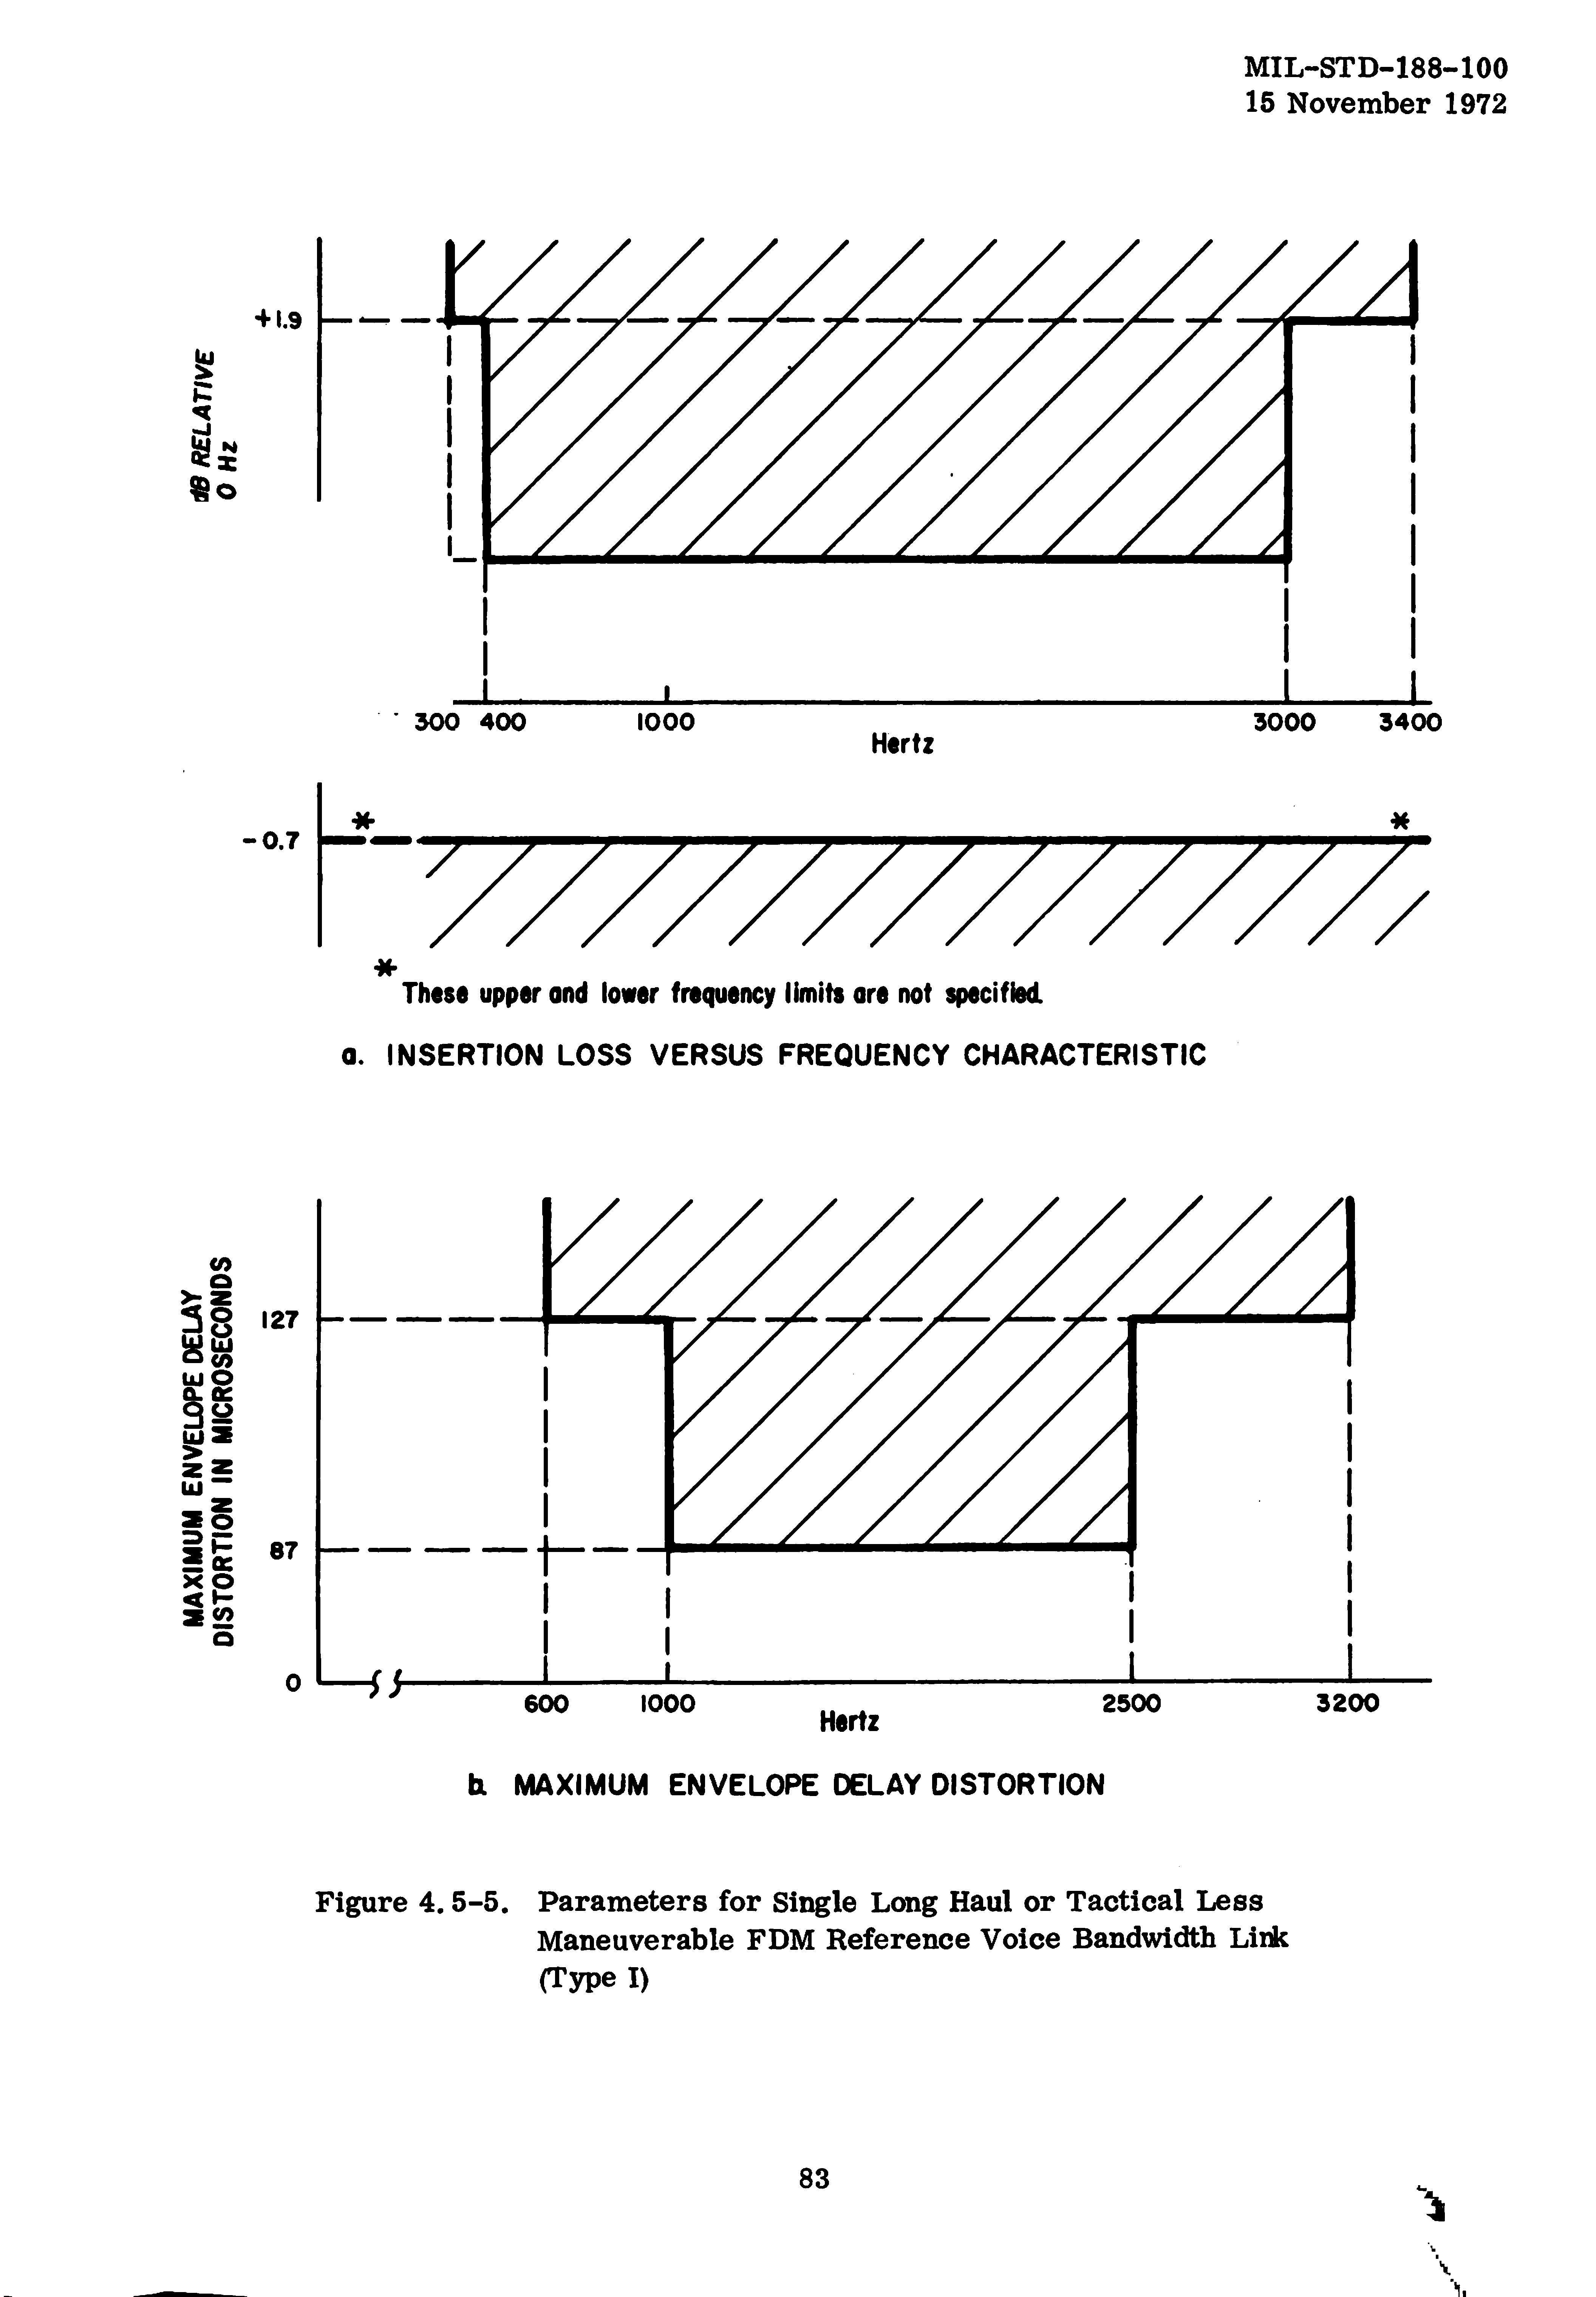 MIL-STD-188-100
15 November 1972
+1.9
dB RELATIVE
0 Hz
300 400 1000 3000 3400
Hertz
-0.7
*
*
* These upper and lower frequency limits are not specified.
a. INSERTION LOSS VERSUS FREQUENCY CHARACTERISTIC
MAXIMUM ENVELOPE DELAY
DISTORTION IN MICROSECONDS
127
87
0
600 1000 2500 3200
Hertz
b. MAXIMUM ENVELOPE DELAY DISTORTION
Figure 4.5-5. Parameters for Single Long Haul or Tactical Less
Maneuverable FDM Reference Voice Bandwidth Link
(Type I)
83